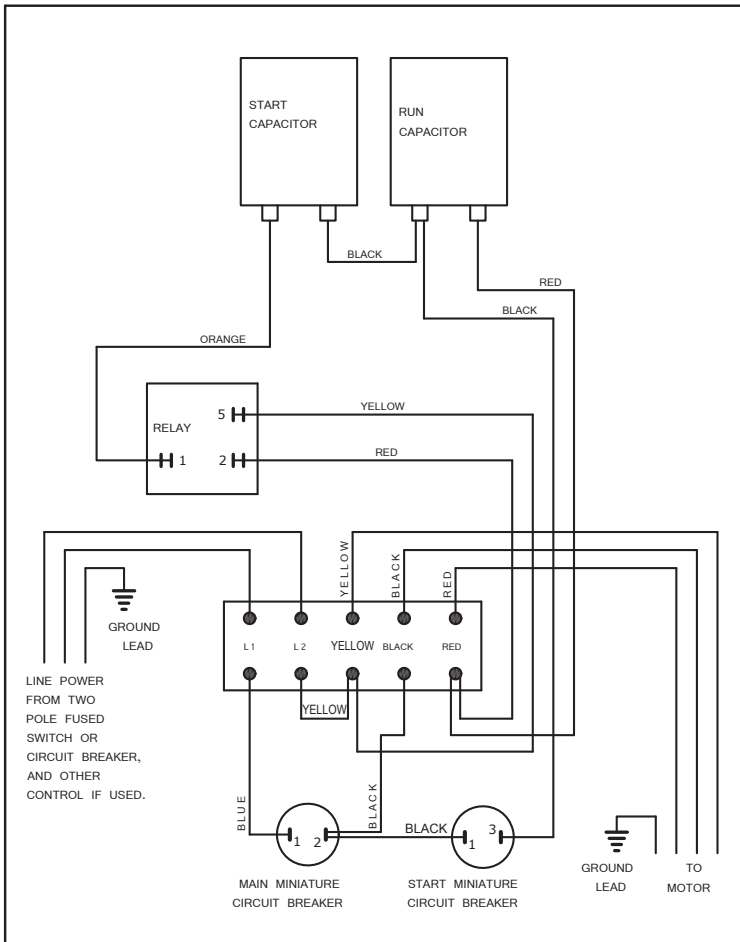 START
CAPACITOR
RUN
CAPACITOR
BLACK
RED
BLACK
ORANGE
YELLOW
5
RELAY
RED
1
2
YELLOW
BLACK
RED
GROUND
LEAD
L 1
L 2
YELLOW
BLACK
RED
LINE POWER
FROM TWO
POLE FUSED
SWITCH OR
CIRCUIT BREAKER,
AND OTHER
CONTROL IF USED.
YELLOW
BLUE
BLACK
BLACK
1
2
1
3
MAIN MINIATURE
CIRCUIT BREAKER
START MINIATURE
CIRCUIT BREAKER
GROUND
LEAD
TO
MOTOR